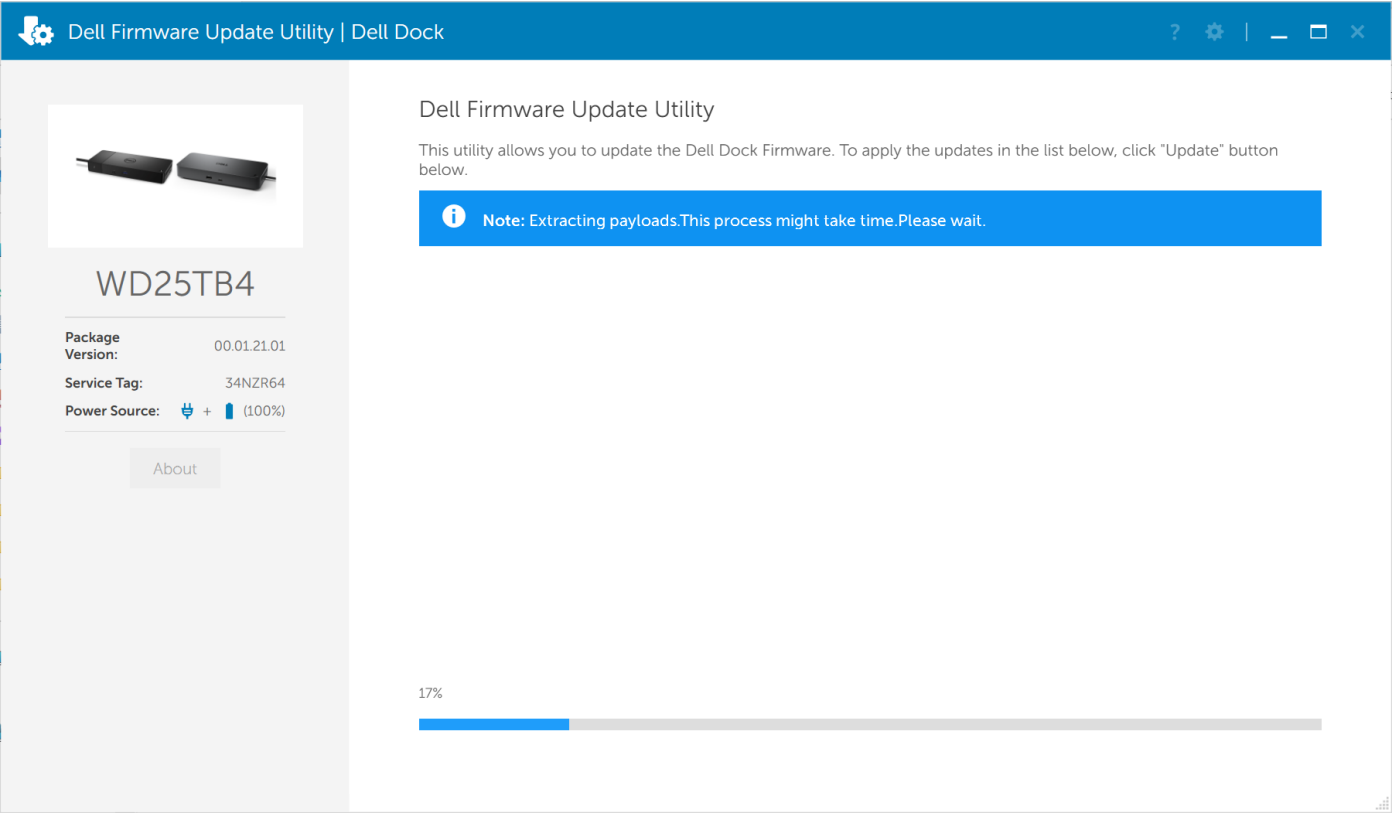 Dell Firmware Update Utility | Dell Dock
?
WD25TB4
Package
Version:
00.01.21.01
Service Tag: 34NZR64
Power Source: + (100%)
About
Dell Firmware Update Utility
This utility allows you to update the Dell Dock Firmware. To apply the updates in the list below, click "Update" button
below.
Note: Extracting payloads.This process might take time.Please wait.
17%